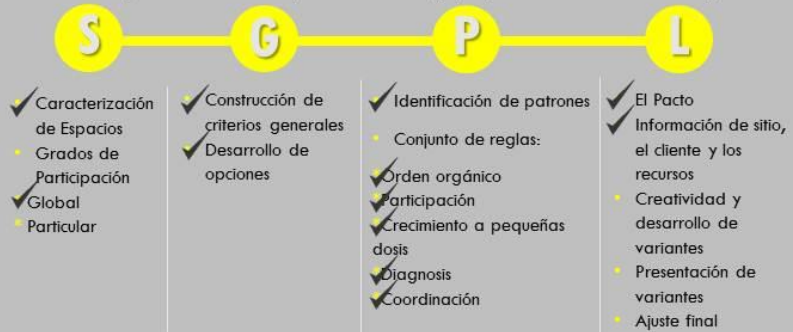 S
G
P
L
Caracterización
de Espacios
Grados de
Participación
Global
Particular
Construcción de
criterios generales
Desarrollo de
opciones
Identificación de patrones
Conjunto de reglas:
Orden orgánico
Participación
Crecimiento a pequeñas
dosis
Diagnosis
Coordinación
El Pacto
Información de sitio,
el cliente y los
recursos
Creatividad y
desarrollo de
variantes
Presentación de
variantes
Ajuste final